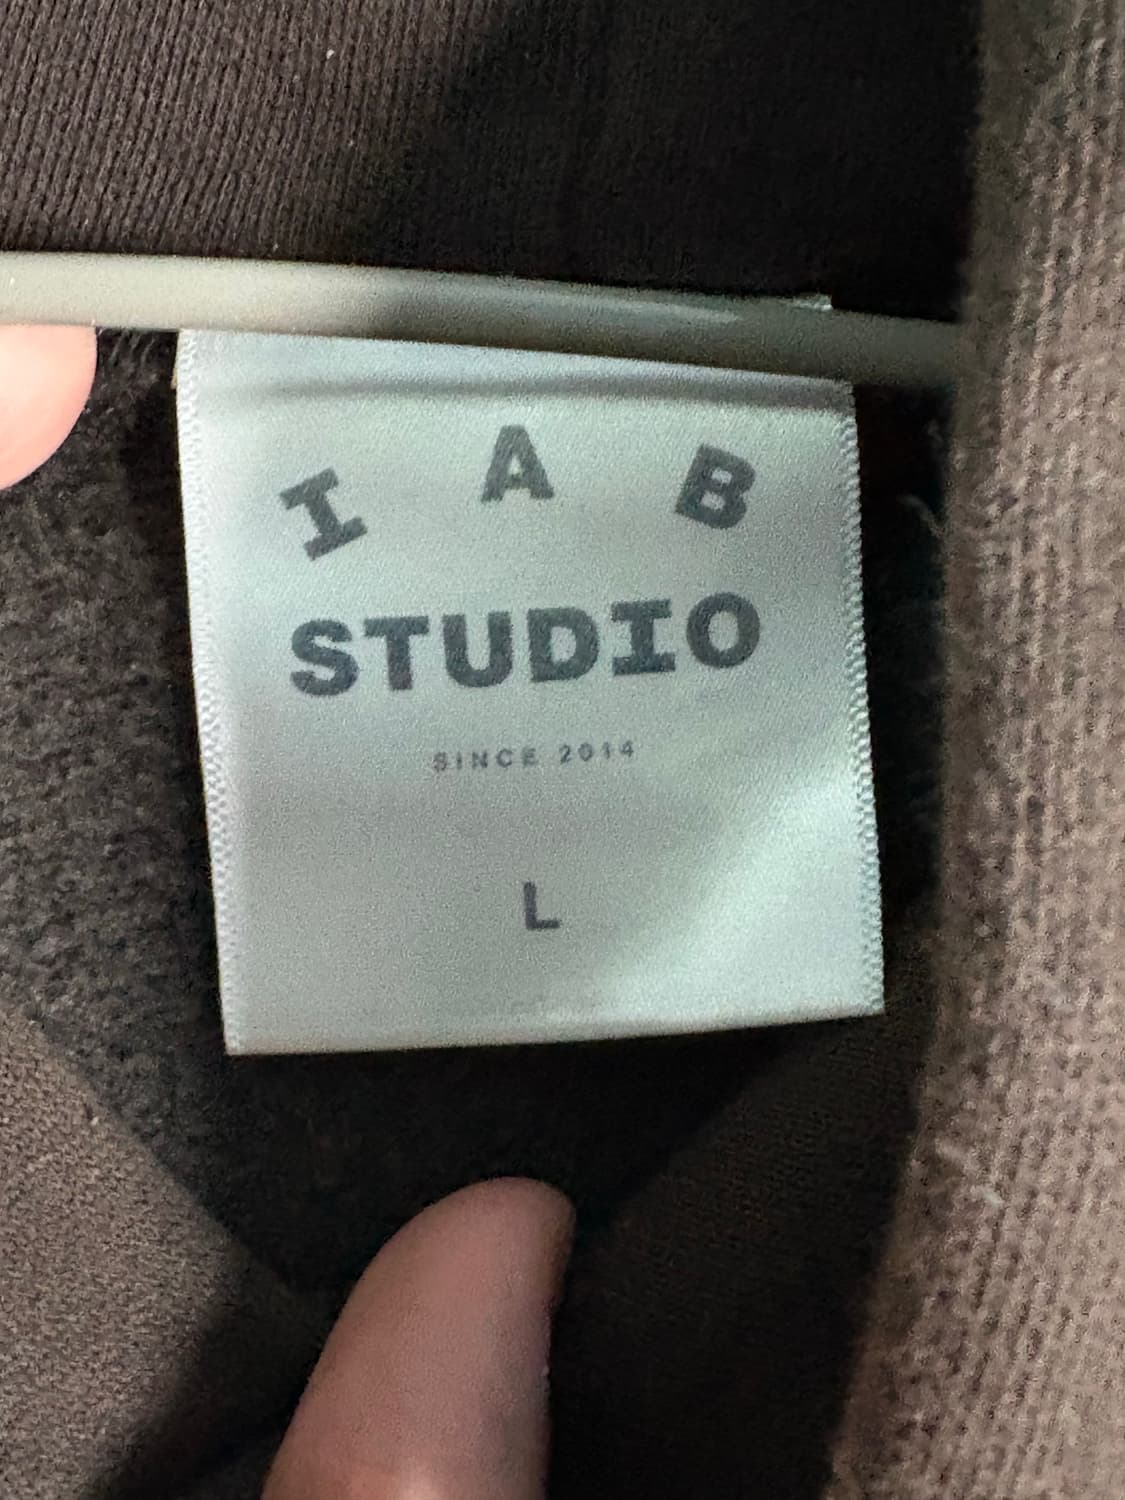 I A B
STUDIO
SINCE 2014
L